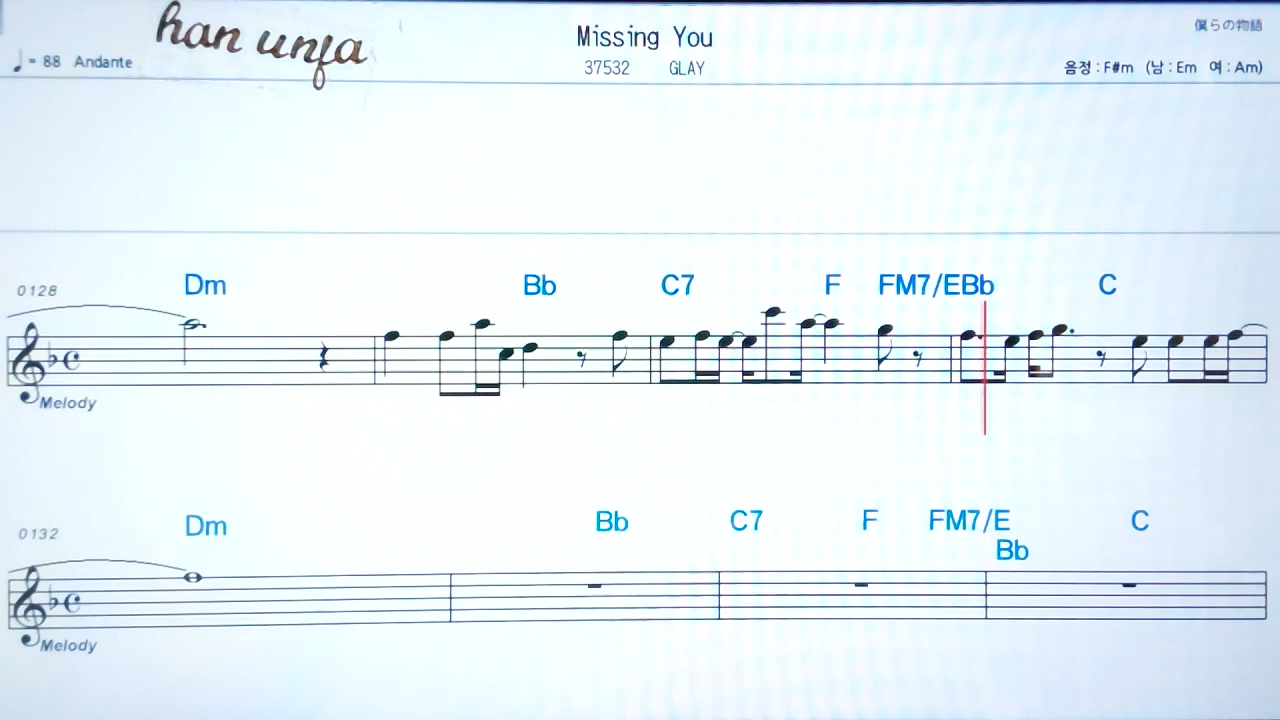 han unfa
Missing You
僕らの物語
♩= 88 Andante
37532 GLAY
음정 : F#m (남 : Em 여 : Am)
0128 Dm Bb C7 F FM7/EBb C
Melody
0132 Dm Bb C7 F FM7/E C
Bb
Melody